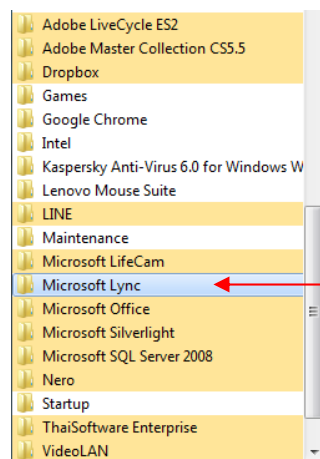 Adobe LiveCycle ES2
Adobe Master Collection CS5.5
Dropbox
Games
Google Chrome
Intel
Kaspersky Anti-Virus 6.0 for Windows W
Lenovo Mouse Suite
LINE
Maintenance
Microsoft LifeCam
Microsoft Lync
Microsoft Office
Microsoft Silverlight
Microsoft SQL Server 2008
Nero
Startup
ThaiSoftware Enterprise
VideoLAN